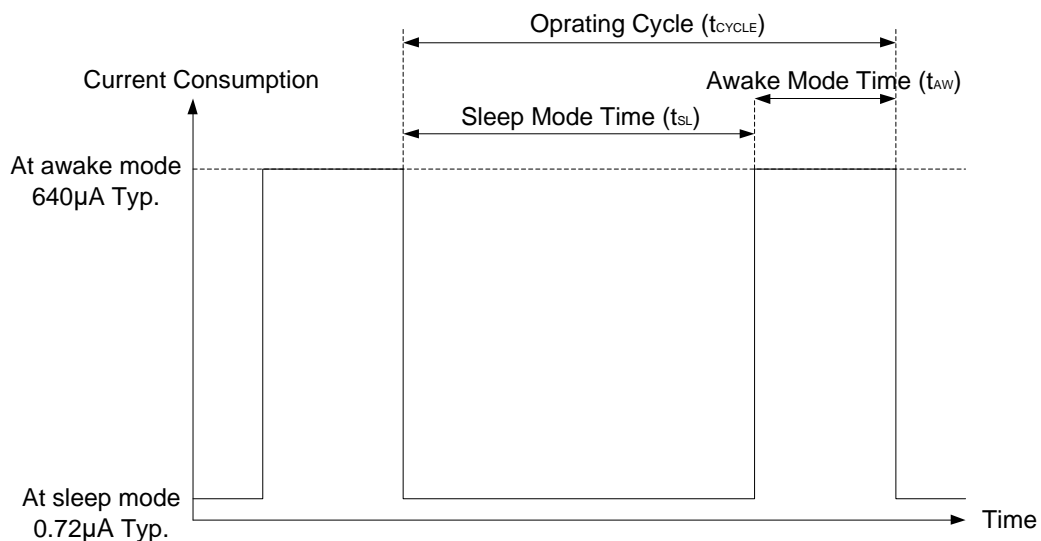 Oprating Cycle (tCYCLE)
Current Consumption
Awake Mode Time (tAW)
Sleep Mode Time (tSL)
At awake mode
640µA Typ.
At sleep mode
0.72µA Typ.
Time